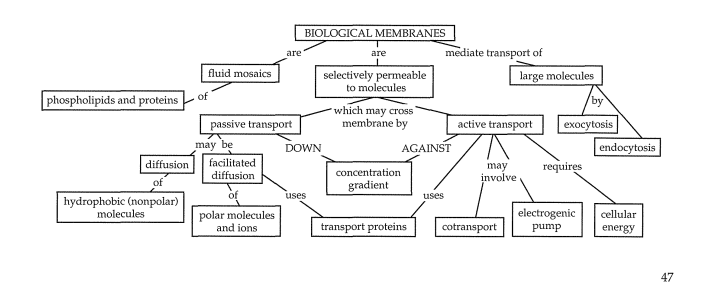 BIOLOGICAL MEMBRANES
are
are
mediate transport of
fluid mosaics
selectively permeable
to molecules
large molecules
phospholipids and proteins
of
which may cross
membrane by
by
passive transport
active transport
exocytosis
endocytosis
may be
DOWN
AGAINST
diffusion
facilitated
diffusion
concentration
gradient
may
involve
requires
of
of
uses
uses
hydrophobic (nonpolar)
molecules
polar molecules
and ions
transport proteins
cotransport
electrogenic
pump
cellular
energy
47